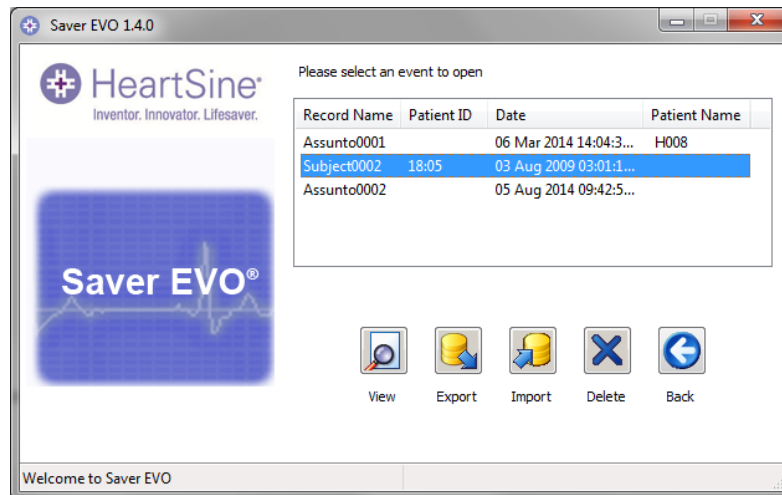 Saver EVO 1.4.0
HeartSine®
Inventor. Innovator. Lifesaver.
Saver EVO®
Please select an event to open
Record Name Patient ID Date Patient Name
Assunto0001 06 Mar 2014 14:04:3... H008
Subject0002 18:05 03 Aug 2009 03:01:1...
Assunto0002 05 Aug 2014 09:42:5...
View Export Import Delete Back
Welcome to Saver EVO